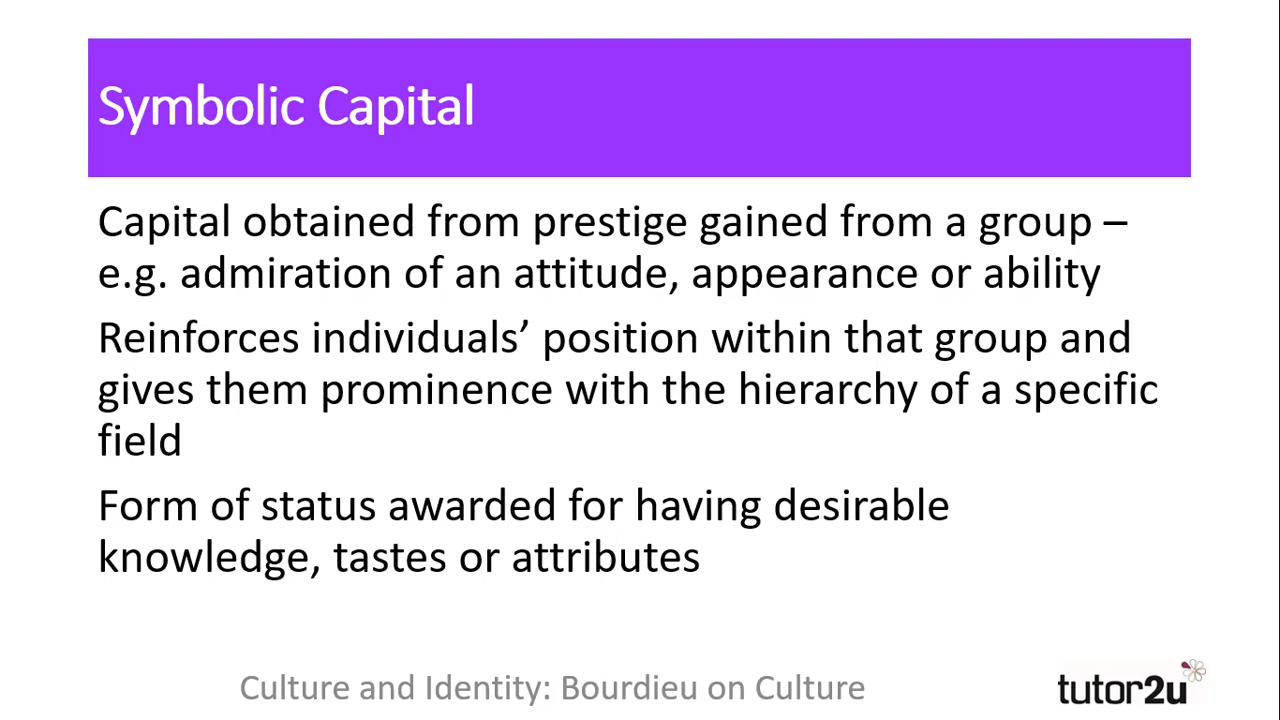 Symbolic Capital
Capital obtained from prestige gained from a group –
e.g. admiration of an attitude, appearance or ability
Reinforces individuals’ position within that group and
gives them prominence with the hierarchy of a specific
field
Form of status awarded for having desirable
knowledge, tastes or attributes
Culture and Identity: Bourdieu on Culture
tutor2u